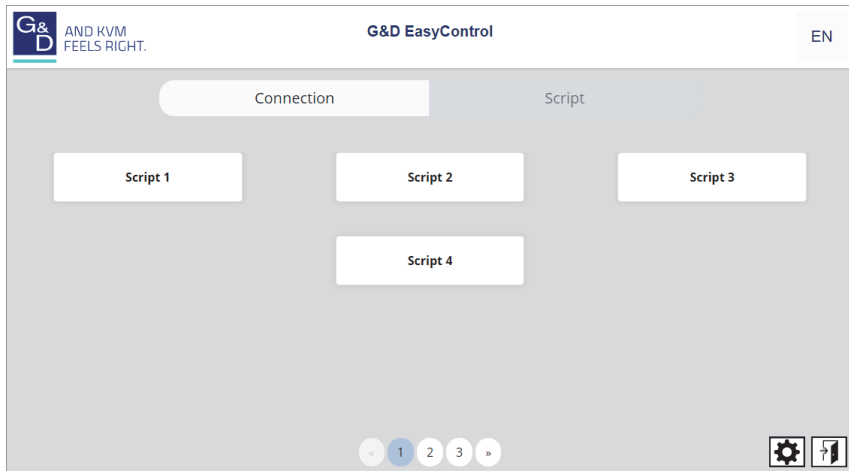 G&D
AND KVM
FEELS RIGHT.
G&D EasyControl
EN
Connection Script
Script 1 Script 2 Script 3
Script 4
« 1 2 3 »